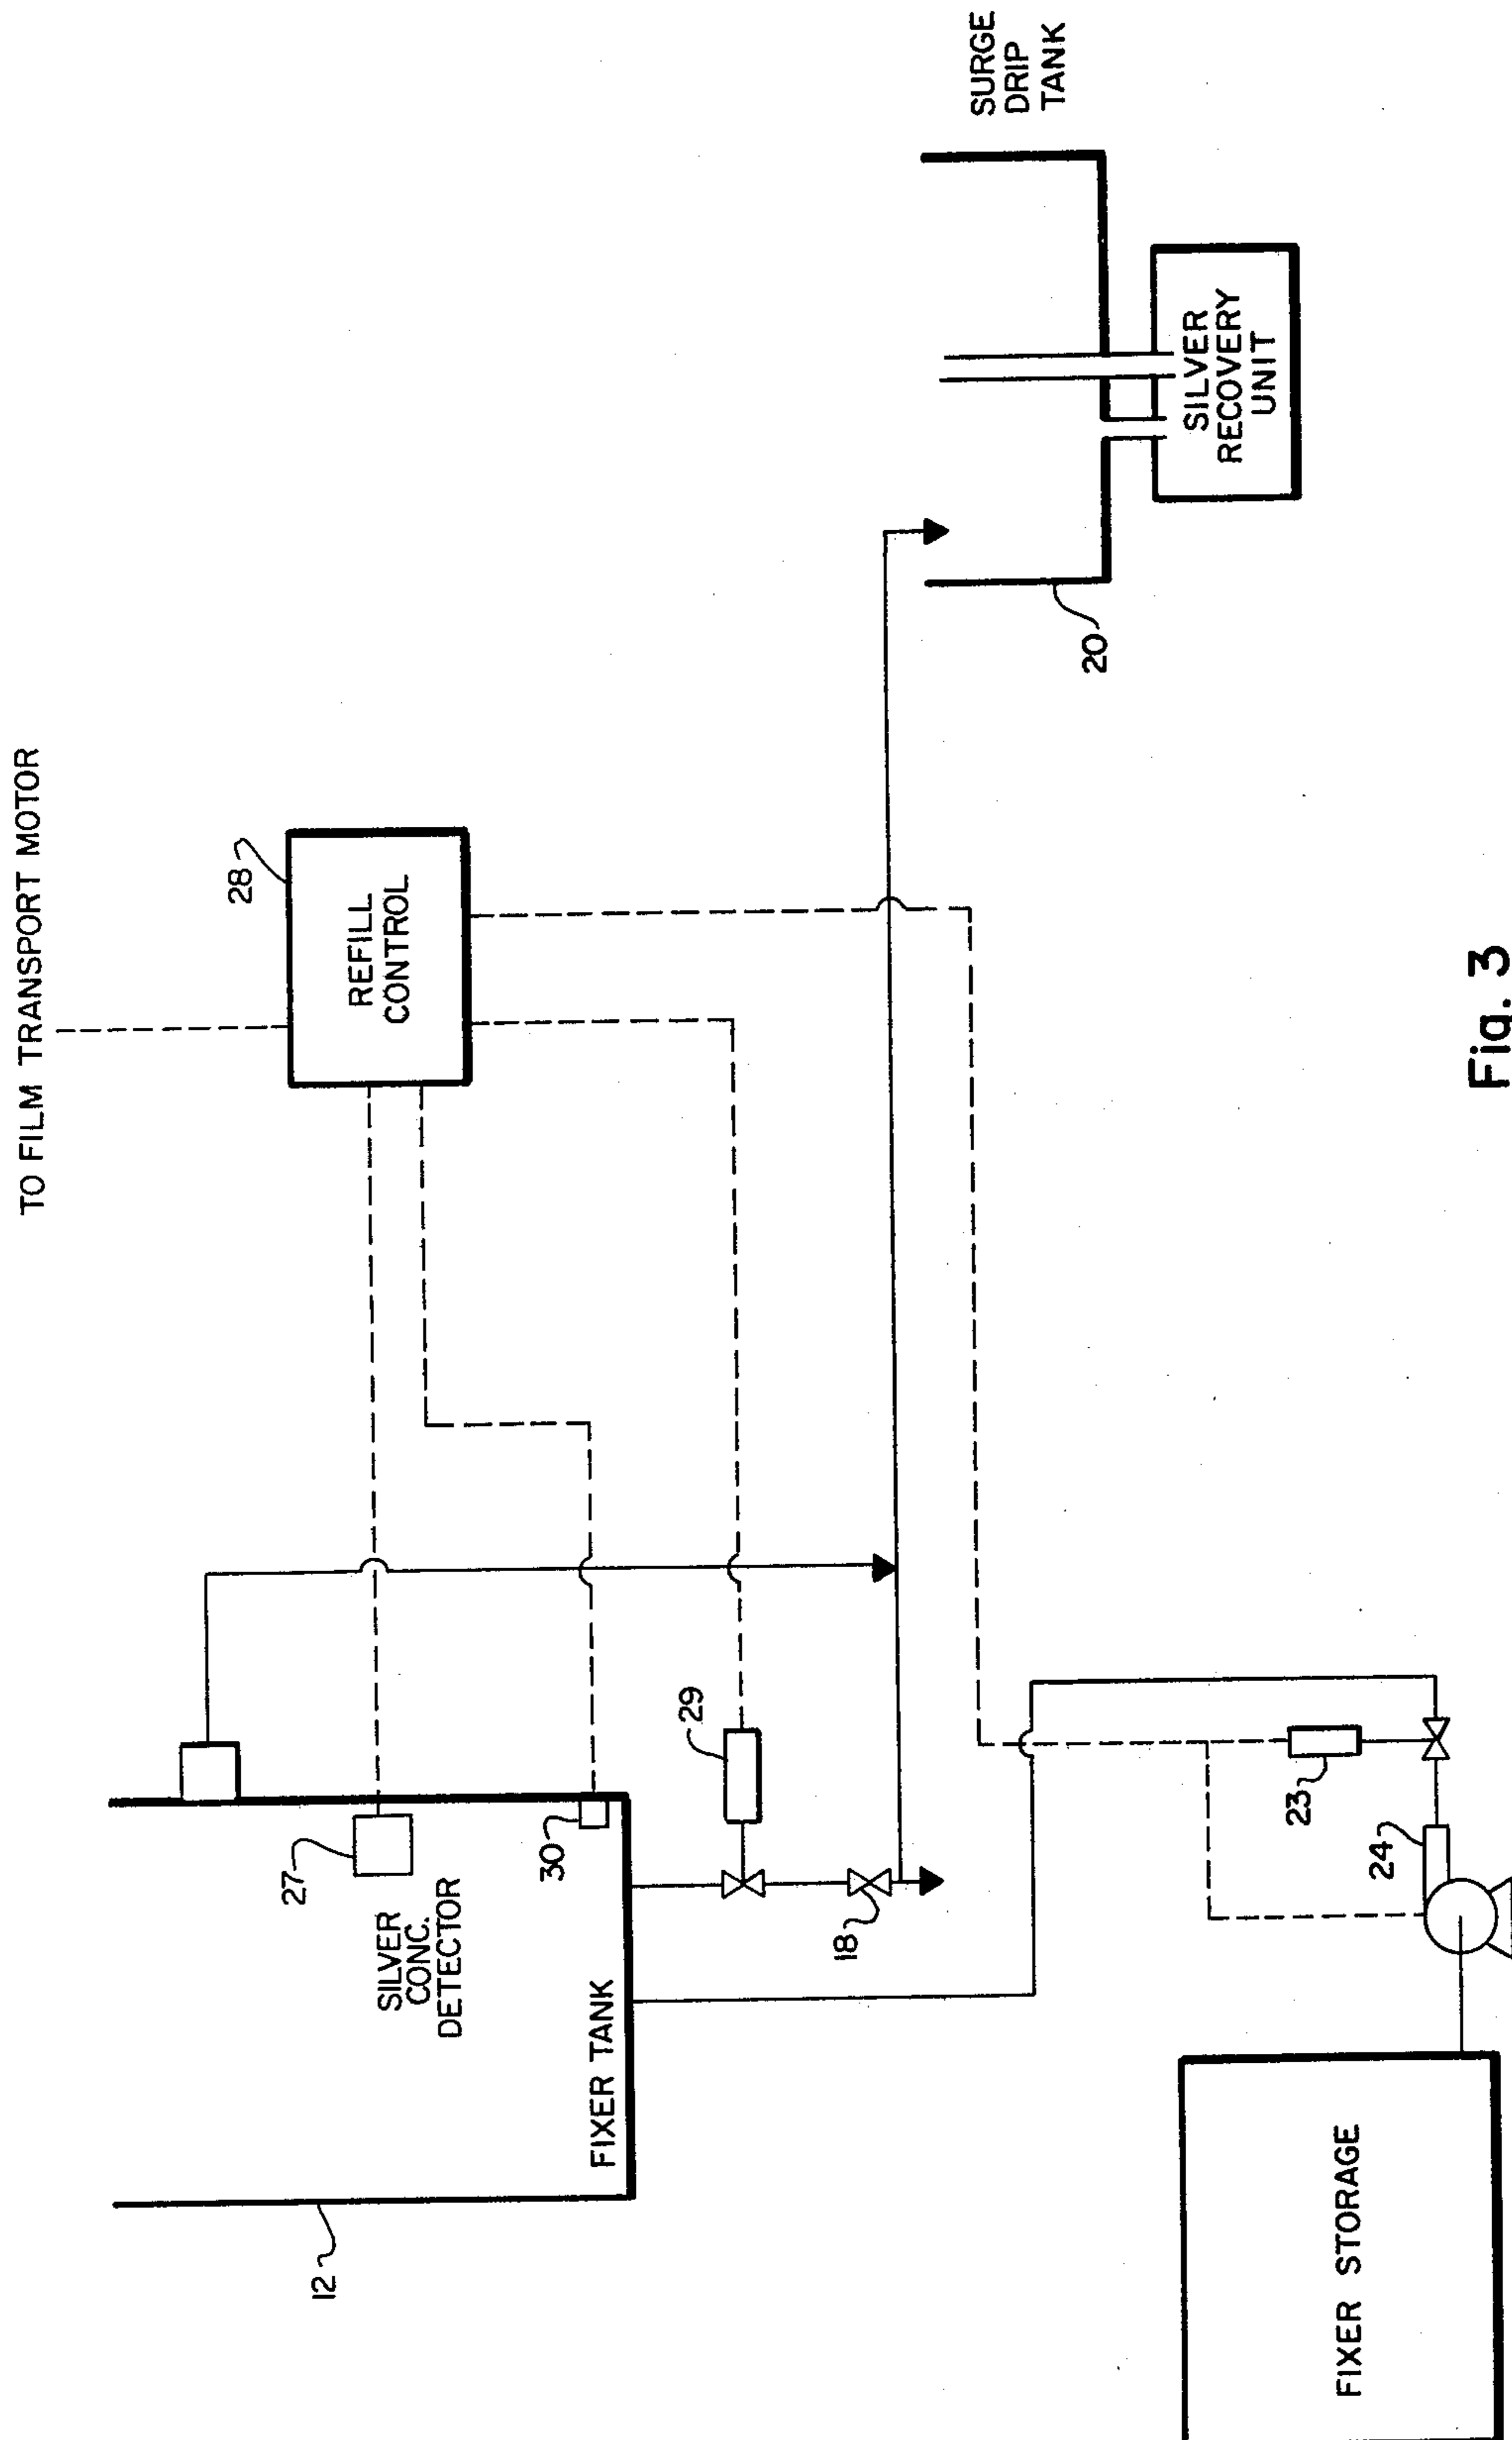 TO FILM TRANSPORT MOTOR
28
REFILL
CONTROL
SURGE
DRIP
TANK
20
SILVER
RECOVERY
UNIT
12
27
SILVER
CONC.
DETECTOR
30
FIXER TANK
29
18
23
24
FIXER STORAGE
Fig. 3